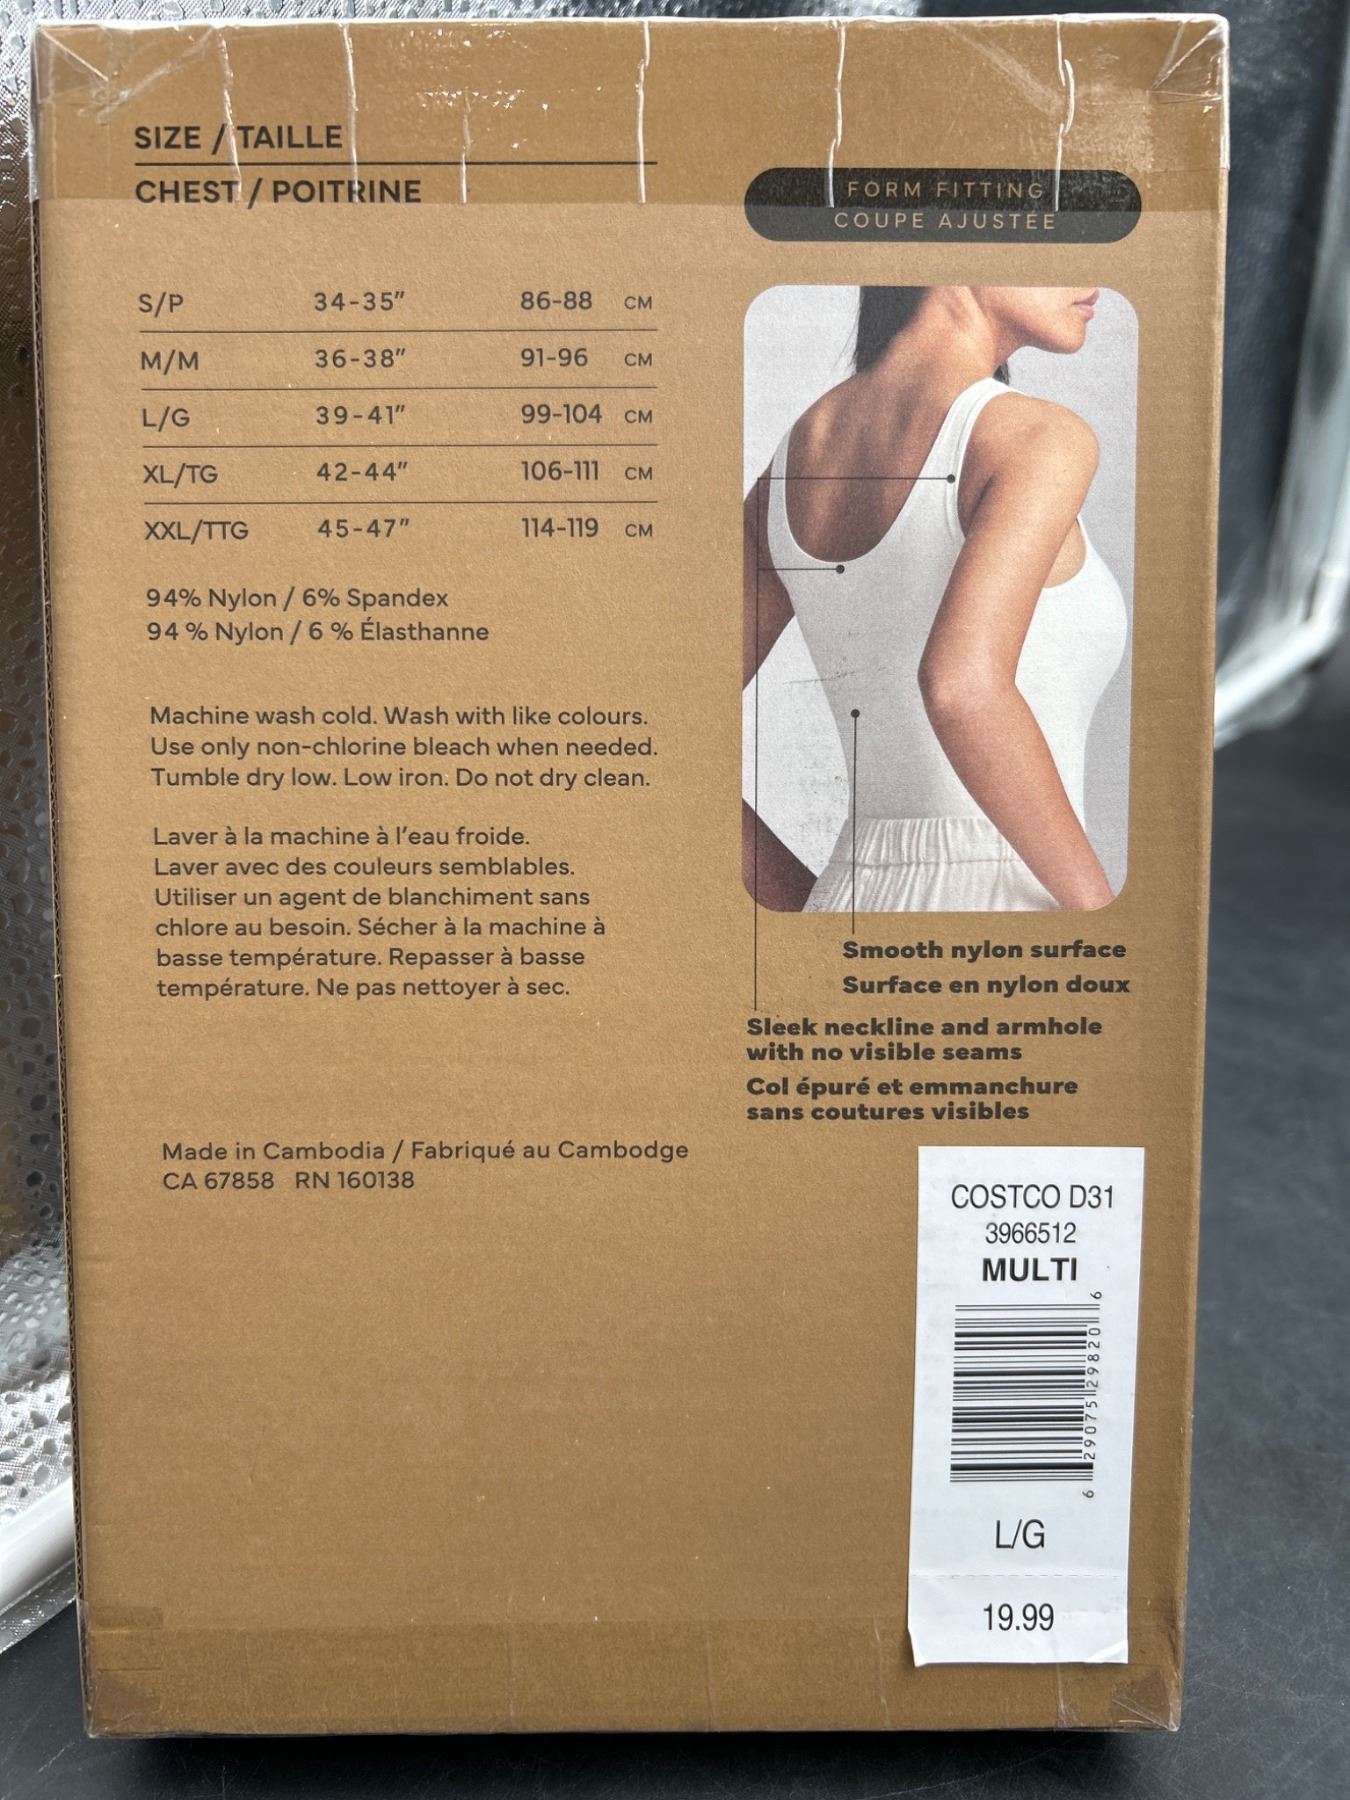 SIZE / TAILLE
CHEST / POITRINE
S/P 34-35" 86-88 CM
M/M 36-38" 91-96 CM
L/G 39-41" 99-104 CM
XL/TG 42-44" 106-111 CM
XXL/TTG 45-47" 114-119 CM
94% Nylon / 6% Spandex
94 % Nylon / 6 % Élasthanne
Machine wash cold. Wash with like colours.
Use only non-chlorine bleach when needed.
Tumble dry low. Low iron. Do not dry clean.
Laver à la machine à l'eau froide.
Laver avec des couleurs semblables.
Utiliser un agent de blanchiment sans
chlore au besoin. Sécher à la machine à
basse température. Repasser à basse
température. Ne pas nettoyer à sec.
Made in Cambodia / Fabriqué au Cambodge
CA 67858 RN 160138
FORM FITTING
COUPE AJUSTÉE
Smooth nylon surface
Surface en nylon doux
Sleek neckline and armhole
with no visible seams
Col épuré et emmanchure
sans coutures visibles
COSTCO D31
3966512
MULTI
6 29075 29820 6
L/G
19.99